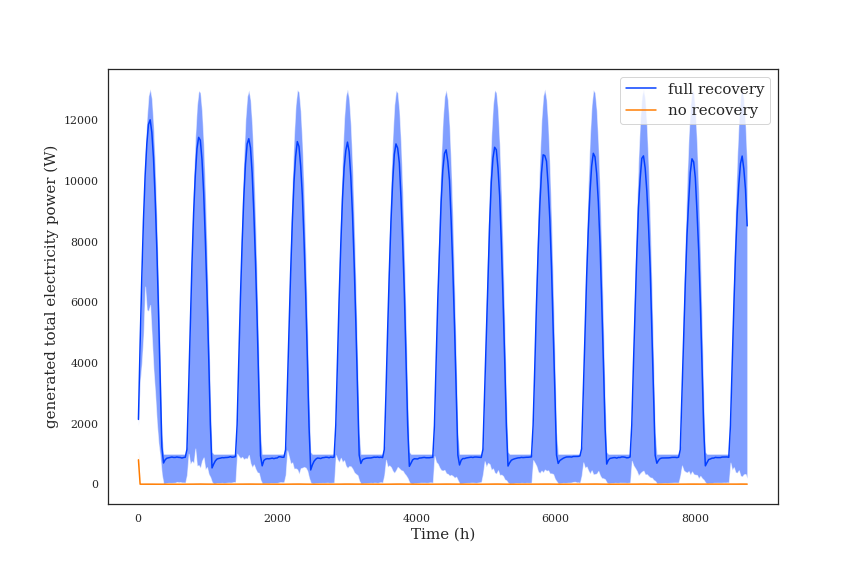 full recovery
no recovery
generated total electricity power (W)
12000
10000
8000
6000
4000
2000
0
0 2000 4000 6000 8000
Time (h)